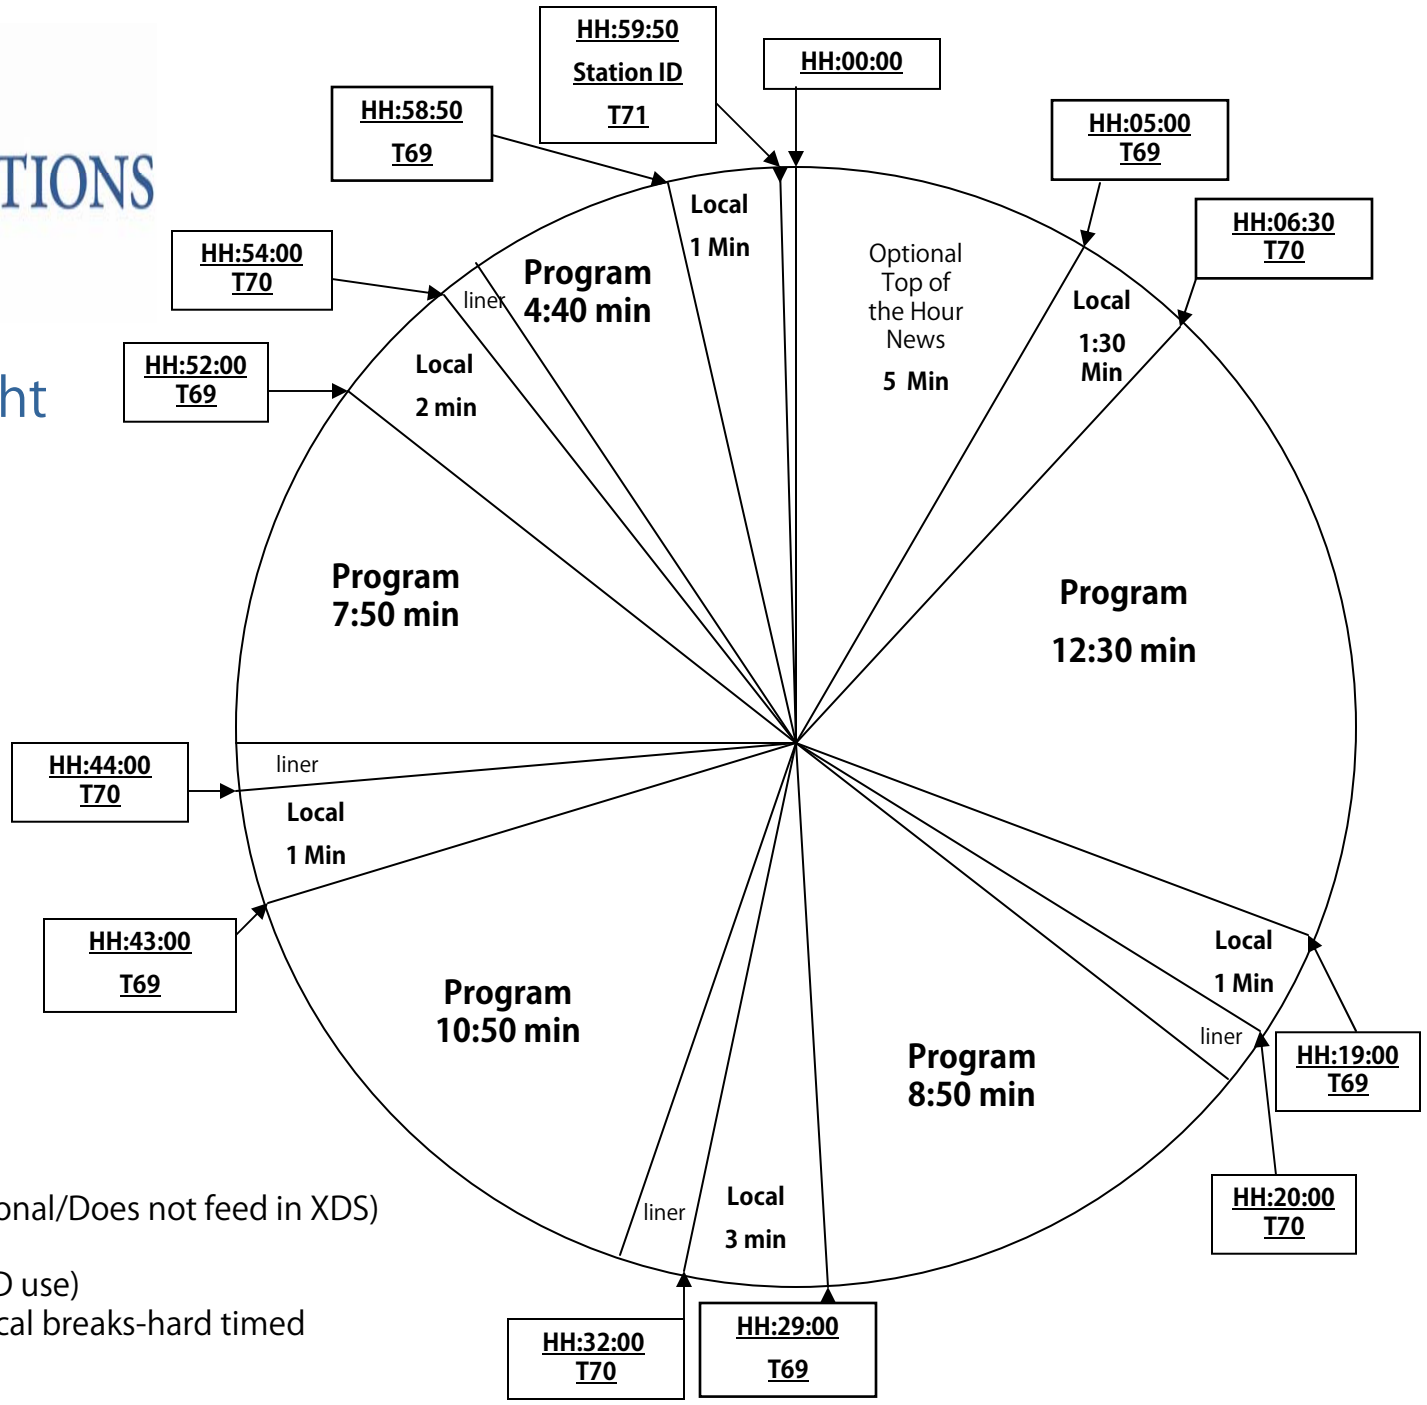 HH:59:50
Station ID
T71
HH:00:00
HH:58:50
T69
HH:05:00
T69
TIONS
HH:06:30
T70
HH:54:00
T70
HH:52:00
T69
ht
Local
1 Min
Optional
Top of
the Hour
News
5 Min
Local
1:30
Min
Program
4:40 min
liner
Local
2 min
Program
7:50 min
Program
12:30 min
HH:44:00
T70
liner
Local
1 Min
HH:43:00
T69
Program
10:50 min
Local
1 Min
liner
HH:19:00
T69
Program
8:50 min
HH:20:00
T70
liner
Local
3 min
HH:32:00
T70
HH:29:00
T69
onal/Does not feed in XDS)
D use)
cal breaks-hard timed